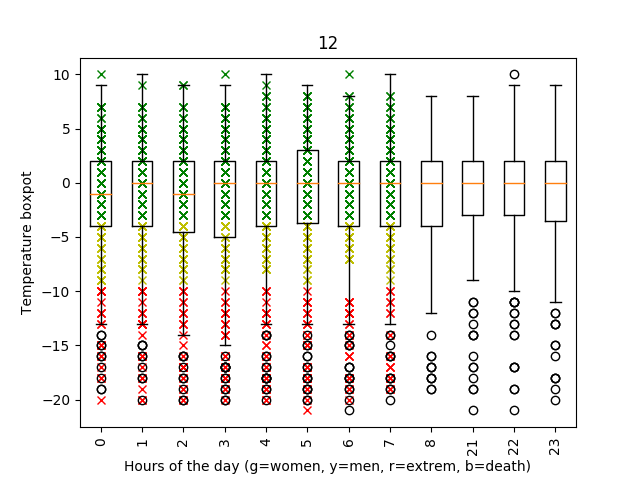 12
Temperature boxpot
10
5
0
−5
−10
−15
−20
0 1 2 3 4 5 6 7 8 21 22 23
Hours of the day (g=women, y=men, r=extrem, b=death)